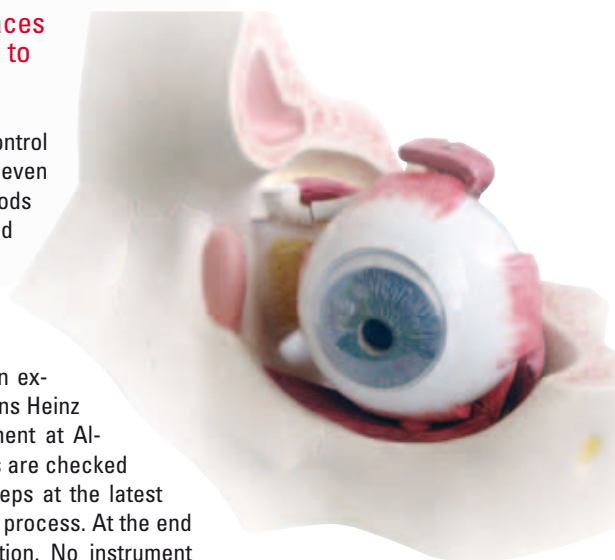 to
ontrol
even
ods
n ex-
ns Heinz
ment at Al-
are checked
eps at the latest
process. At the end
tion. No instrument